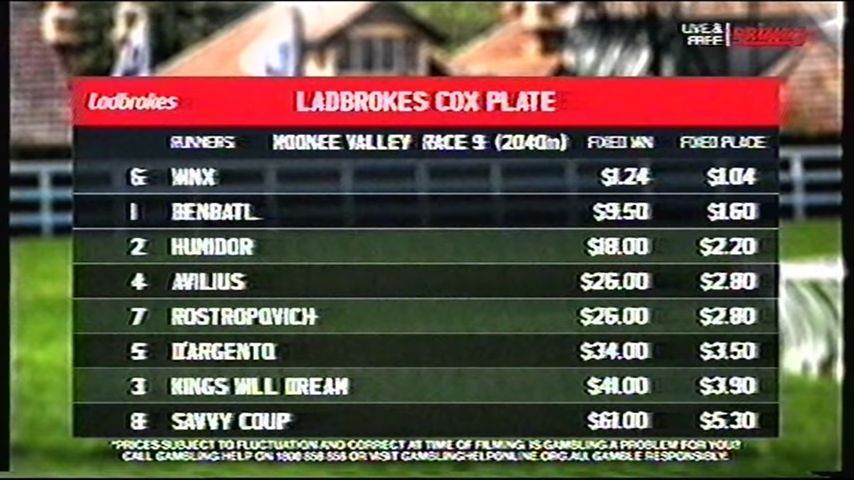 LIVE &
FREE
Ladbrokes LADBROKES COX PLATE
RUNNERS MOONEE VALLEY RACE 9 (2040m) FIXED WIN FIXED PLACE
6 WINX $1.24 $1.04
1 BENBATL $9.50 $1.60
2 HUMIDOR $18.00 $2.20
4 AVILIUS $26.00 $2.80
7 ROSTROPOVICH $26.00 $2.80
5 D'ARGENTO $34.00 $3.50
3 KINGS WILL DREAM $41.00 $3.90
8 SAVVY COUP $61.00 $5.30
*PRICES SUBJECT TO FLUCTUATION AND CORRECT AT TIME OF FILMING. IS GAMBLING A PROBLEM FOR YOU?
CALL GAMBLING HELP ON 1800 858 858 OR VISIT GAMBLINGHELPONLINE.ORG.AU. GAMBLE RESPONSIBLY.